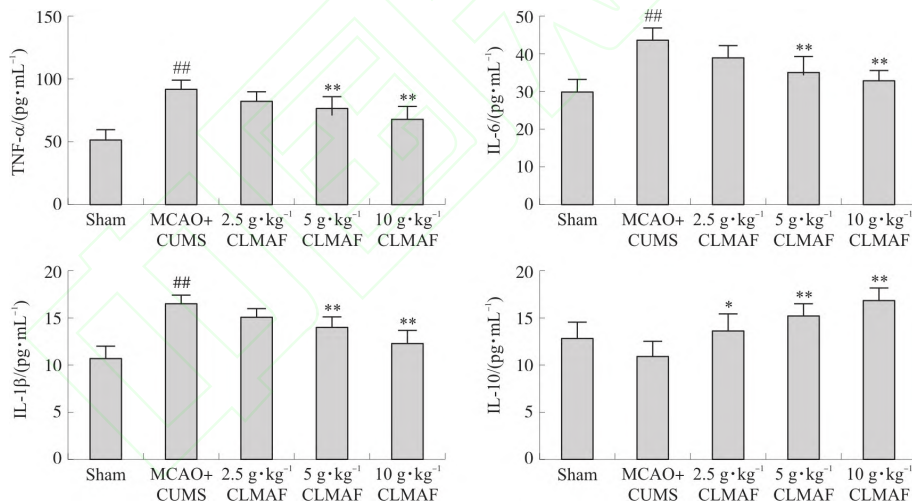 150
100
50
0
TNF-α/(pg•mL⁻¹)
##
**
**
Sham
MCAO+
CUMS
2.5 g•kg⁻¹
CLMAF
5 g•kg⁻¹
CLMAF
10 g•kg⁻¹
CLMAF
50
40
30
20
10
0
IL-6/(pg•mL⁻¹)
##
**
**
Sham
MCAO+
CUMS
2.5 g•kg⁻¹
CLMAF
5 g•kg⁻¹
CLMAF
10 g•kg⁻¹
CLMAF
20
15
10
5
0
IL-1β/(pg•mL⁻¹)
##
**
**
Sham
MCAO+
CUMS
2.5 g•kg⁻¹
CLMAF
5 g•kg⁻¹
CLMAF
10 g•kg⁻¹
CLMAF
20
15
10
5
0
IL-10/(pg•mL⁻¹)
*
**
**
Sham
MCAO+
CUMS
2.5 g•kg⁻¹
CLMAF
5 g•kg⁻¹
CLMAF
10 g•kg⁻¹
CLMAF